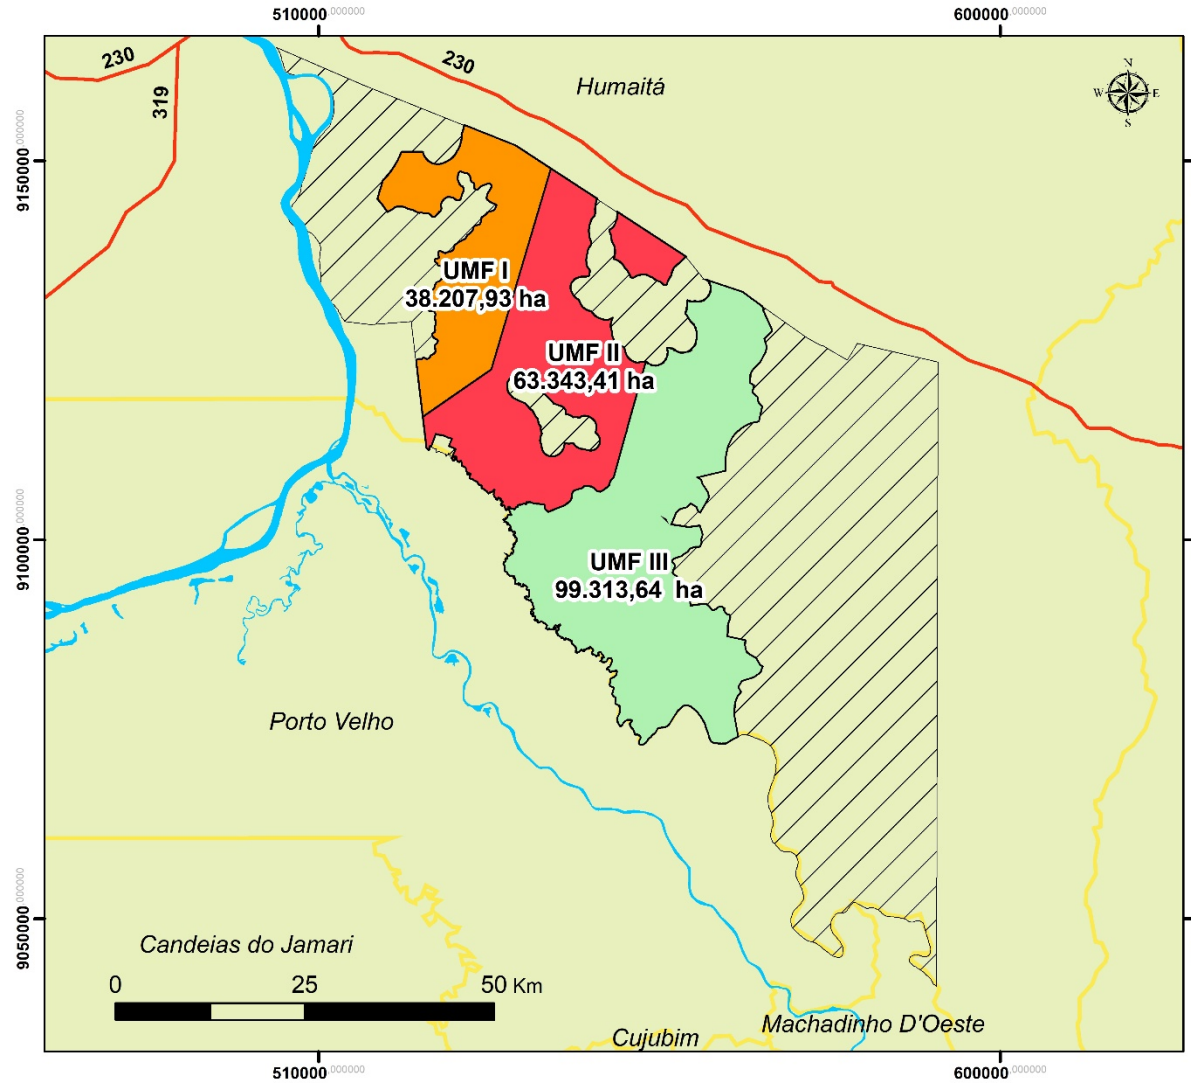 510000,000000
600000,000000
230
230
319
Humaitá
N
W
E
S
9150000,000000
UMF I
38.207,93 ha
UMF II
63.343,41 ha
9100000,000000
UMF III
99.313,64 ha
Porto Velho
9050000,000000
Candeias do Jamari
0 25 50 Km
Machadinho D'Oeste
Cujubim
510000,000000
600000,000000